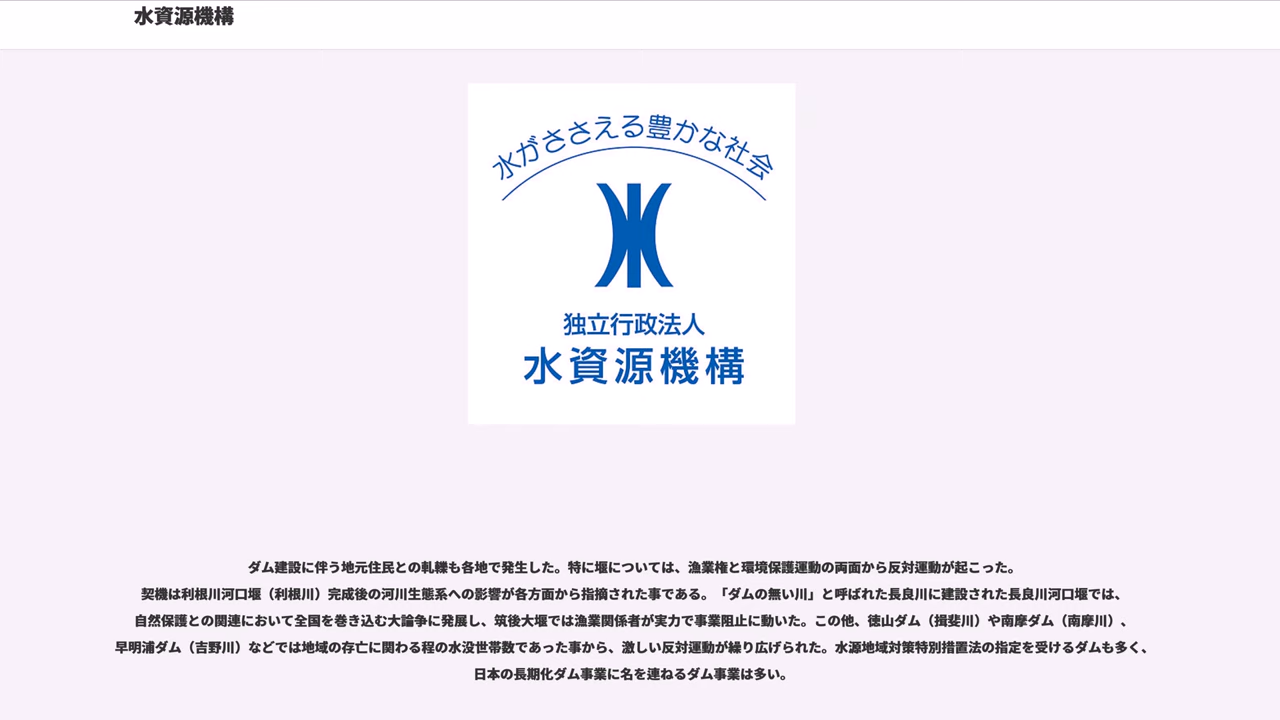 水資源機構
水がささえる豊かな社会
独立行政法人
水資源機構
ダム建設に伴う地元住民との軋轢も各地で発生した。特に堰については、漁業権と環境保護運動の両面から反対運動が起こった。
契機は利根川河口堰（利根川）完成後の河川生態系への影響が各方面から指摘された事である。「ダムの無い川」と呼ばれた長良川に建設された長良川河口堰では、
自然保護との関連において全国を巻き込む大論争に発展し、筑後大堰では漁業関係者が実力で事業阻止に動いた。この他、徳山ダム（揖斐川）や南摩ダム（南摩川）、
早明浦ダム（吉野川）などでは地域の存亡に関わる程の水没世帯数であった事から、激しい反対運動が繰り広げられた。水源地域対策特別措置法の指定を受けるダムも多く、
日本の長期化ダム事業に名を連ねるダム事業は多い。